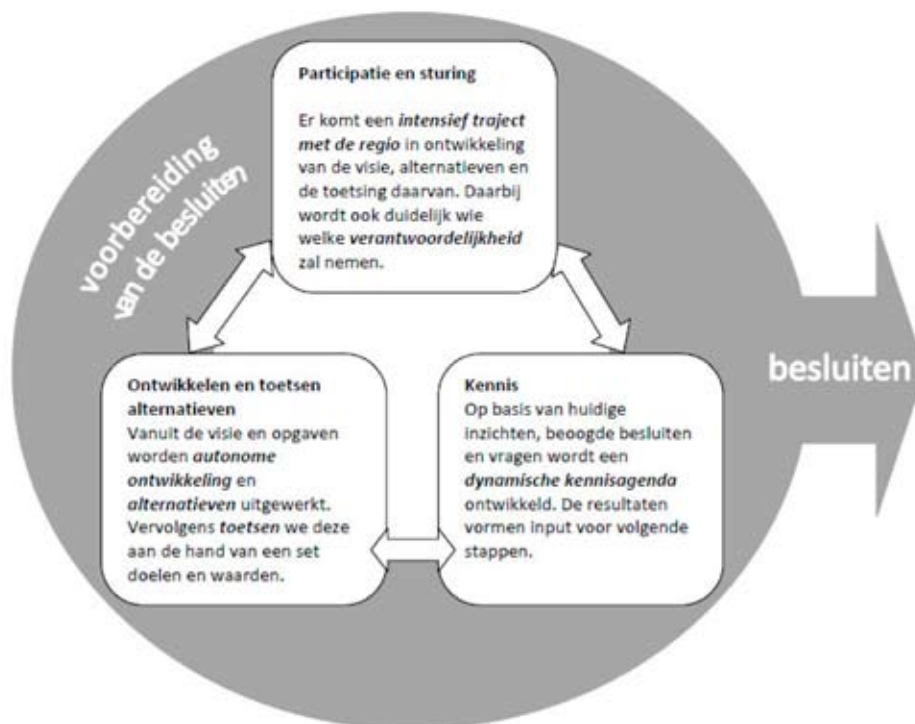 Participatie en sturing
Er komt een intensief traject
met de regio in ontwikkeling
van de visie, alternatieven en
de toetsing daarvan. Daarbij
wordt ook duidelijk wie
welke verantwoordelijkheid
zal nemen.
voorbereiding
van de besluiten
Ontwikkelen en toetsen
alternatieven
Vanuit de visie en opgaven
worden autonome
ontwikkeling en
alternatieven uitgewerkt.
Vervolgens toetsen we deze
aan de hand van een set
doelen en waarden.
Kennis
Op basis van huidige
inzichten, beoogde besluiten
en vragen wordt een
dynamische kennisagenda
ontwikkeld. De resultaten
vormen input voor volgende
stappen.
besluiten